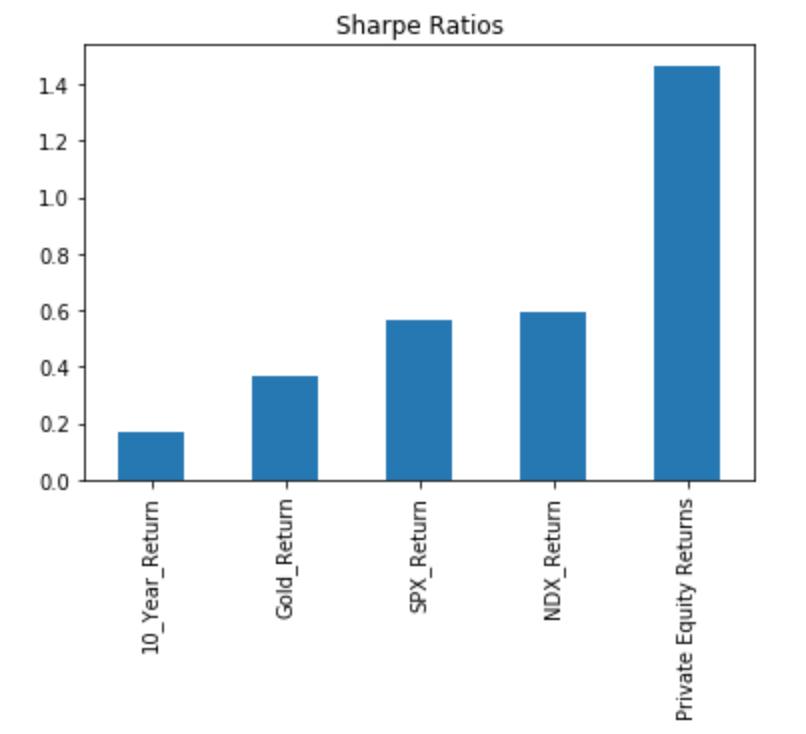 Sharpe Ratios
1.4
1.2
1.0
0.8
0.6
0.4
0.2
0.0
10_Year_Return
Gold_Return
SPX_Return
NDX_Return
Private Equity Returns